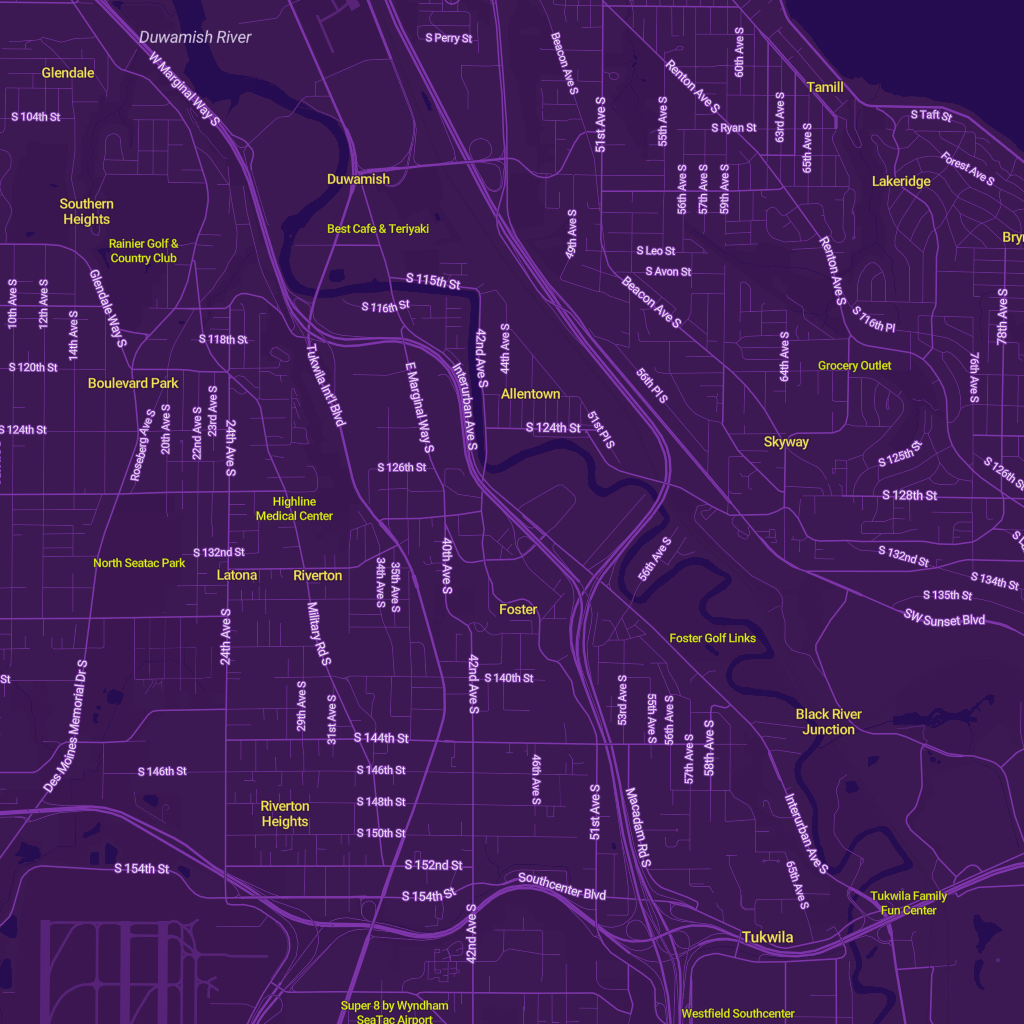 Duwamish River
S Perry St
Beacon Ave S
60th Ave S
Glendale
W Marginal Way S
Renton Ave S
Tamill
S 104th St
51st Ave S
55th Ave S
S Ryan St
63rd Ave S
65th Ave S
S Taft St
Forest Ave S
Duwamish
56th Ave S
57th Ave S
59th Ave S
Lakeridge
Southern
Heights
Best Cafe & Teriyaki
49th Ave S
Rainier Golf &
Country Club
S Leo St
S Avon St
Renton Ave S
Bryn
10th Ave S
12th Ave S
Glendale Way S
14th Ave S
S 115th St
S 116th St
Beacon Ave S
S 116th Pl
78th Ave S
S 118th St
Tukwila Int'l Blvd
42nd Ave S
44th Ave S
64th Ave S
S 120th St
Boulevard Park
E Marginal Way S
Interurban Ave S
Allentown
56th Pl S
Grocery Outlet
76th Ave S
Roseberg Ave S
20th Ave S
22nd Ave S
23rd Ave S
24th Ave S
S 124th St
S 124th St
51st Pl S
Skyway
S 125th St
S 126th St
S 126th St
S 128th St
Highline
Medical Center
North Seatac Park
S 132nd St
Latona
Riverton
34th Ave S
35th Ave S
40th Ave S
56th Ave S
S 132nd St
S 134th St
S 135th St
SW Sunset Blvd
Foster
24th Ave S
Military Rd S
Foster Golf Links
Des Moines Memorial Dr S
St
29th Ave S
31st Ave S
42nd Ave S
S 140th St
53rd Ave S
55th Ave S
56th Ave S
57th Ave S
58th Ave S
Black River
Junction
S 144th St
S 146th St
S 146th St
46th Ave S
51st Ave S
Macadam Rd S
Interurban Ave S
Riverton
Heights
S 148th St
S 150th St
S 154th St
S 152nd St
S 154th St
Southcenter Blvd
65th Ave S
Tukwila Family
Fun Center
42nd Ave S
Tukwila
Super 8 by Wyndham
SeaTac Airport
Westfield Southcenter